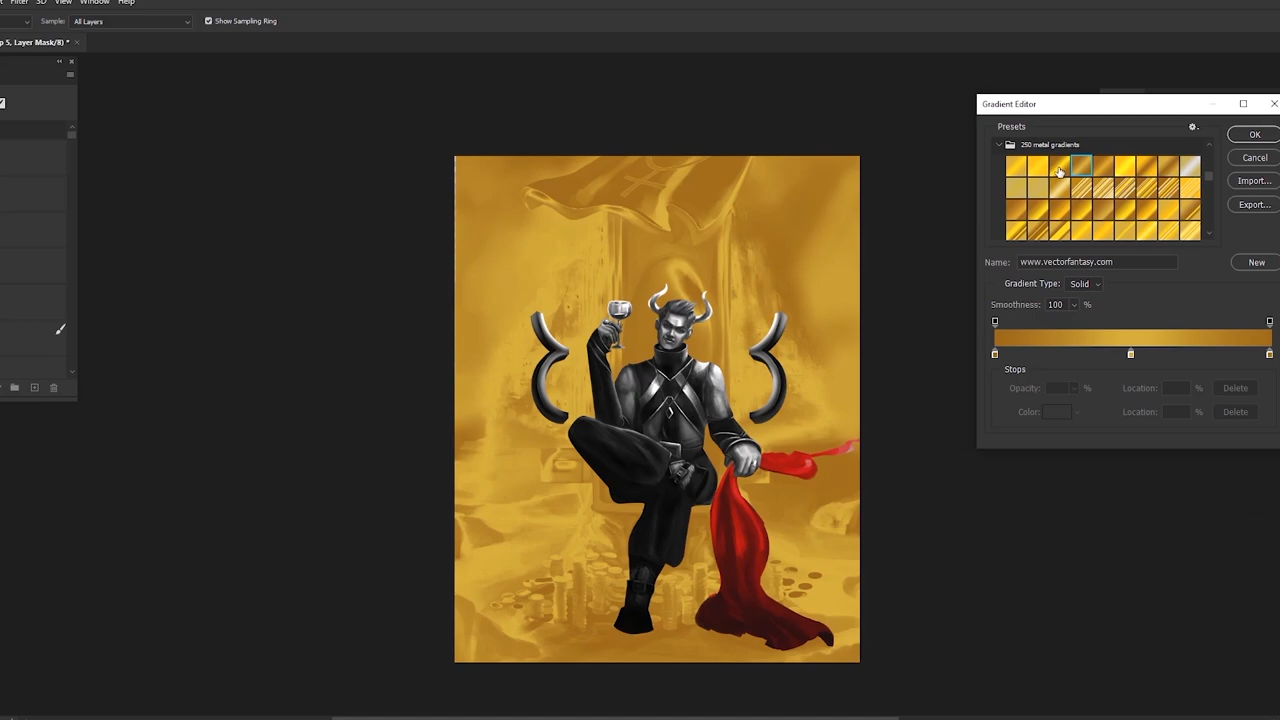 Filter 3D View Window Help
Sample: All Layers Show Sampling Ring
p 5, Layer Mask/8) *
Gradient Editor
Presets
250 metal gradients
OK
Cancel
Import...
Export...
Name: www.vectorfantasy.com
New
Gradient Type: Solid
Smoothness: 100 %
Stops
Opacity: % Location: % Delete
Color: Location: % Delete